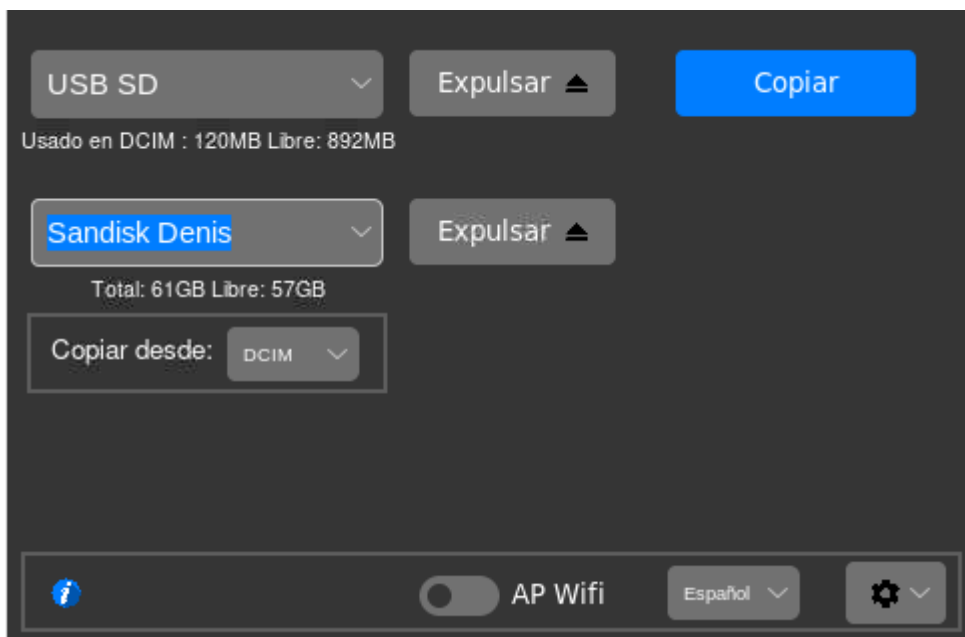 USB SD Expulsar Copiar
Usado en DCIM : 120MB Libre: 892MB
Sandisk Denis Expulsar
Total: 61GB Libre: 57GB
Copiar desde: DCIM
AP Wifi Español